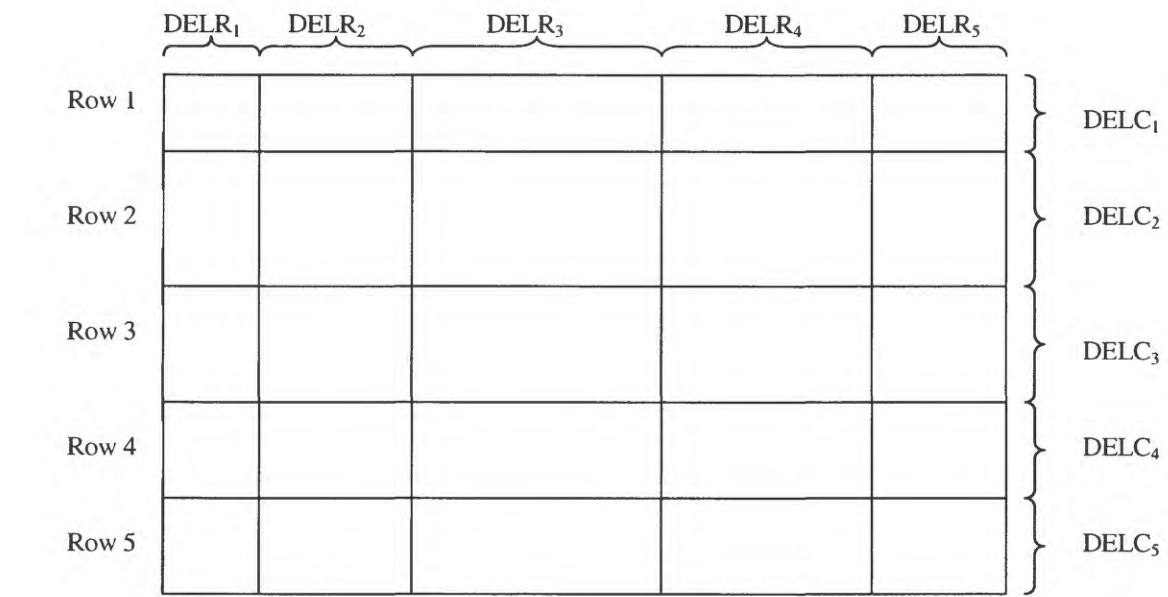 DELR₁ DELR₂ DELR₃ DELR₄ DELR₅
Row 1 DELC₁
Row 2 DELC₂
Row 3 DELC₃
Row 4 DELC₄
Row 5 DELC₅